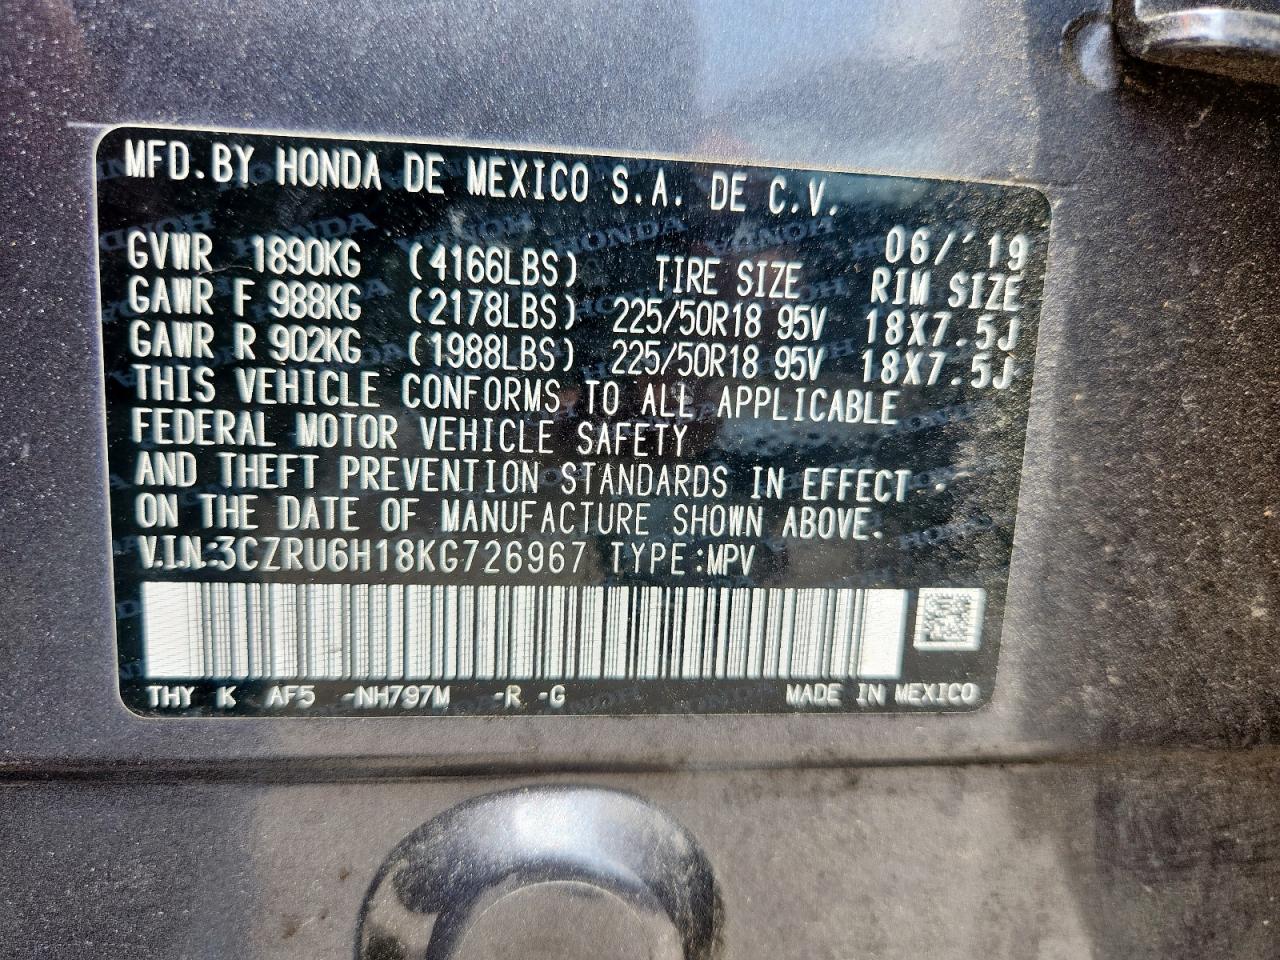 MFD.BY HONDA DE MEXICO S.A. DE C.V.
06/'19
GVWR 1890KG (4166LBS) TIRE SIZE RIM SIZE
GAWR F 988KG (2178LBS) 225/50R18 95V 18X7.5J
GAWR R 902KG (1988LBS) 225/50R18 95V 18X7.5J
THIS VEHICLE CONFORMS TO ALL APPLICABLE
FEDERAL MOTOR VEHICLE SAFETY
AND THEFT PREVENTION STANDARDS IN EFFECT
ON THE DATE OF MANUFACTURE SHOWN ABOVE.
V.I.N:3CZRU6H18KG726967 TYPE:MPV
THY K AF5 -NH797M -R -G MADE IN MEXICO